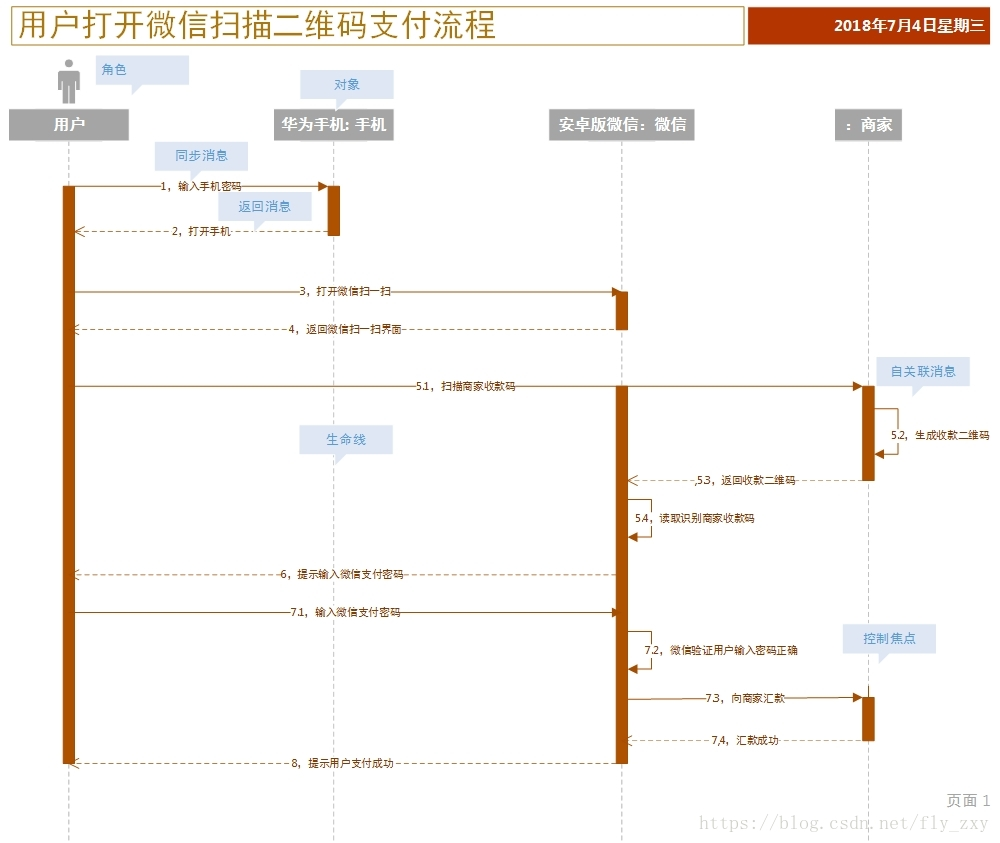 用户打开微信扫描二维码支付流程
2018年7月4日星期三
角色
对象
用户
华为手机: 手机
安卓版微信：微信
：商家
同步消息
1，输入手机密码
返回消息
2，打开手机
3，打开微信扫一扫
4，返回微信扫一扫界面
自关联消息
5.1，扫描商家收款码
生命线
5.2，生成收款二维码
5.3，返回收款二维码
5.4，读取识别商家收款码
6，提示输入微信支付密码
7.1，输入微信支付密码
控制焦点
7.2，微信验证用户输入密码正确
7.3，向商家汇款
7,4，汇款成功
8，提示用户支付成功
页面 1
https://blog.csdn.net/fly_zxy